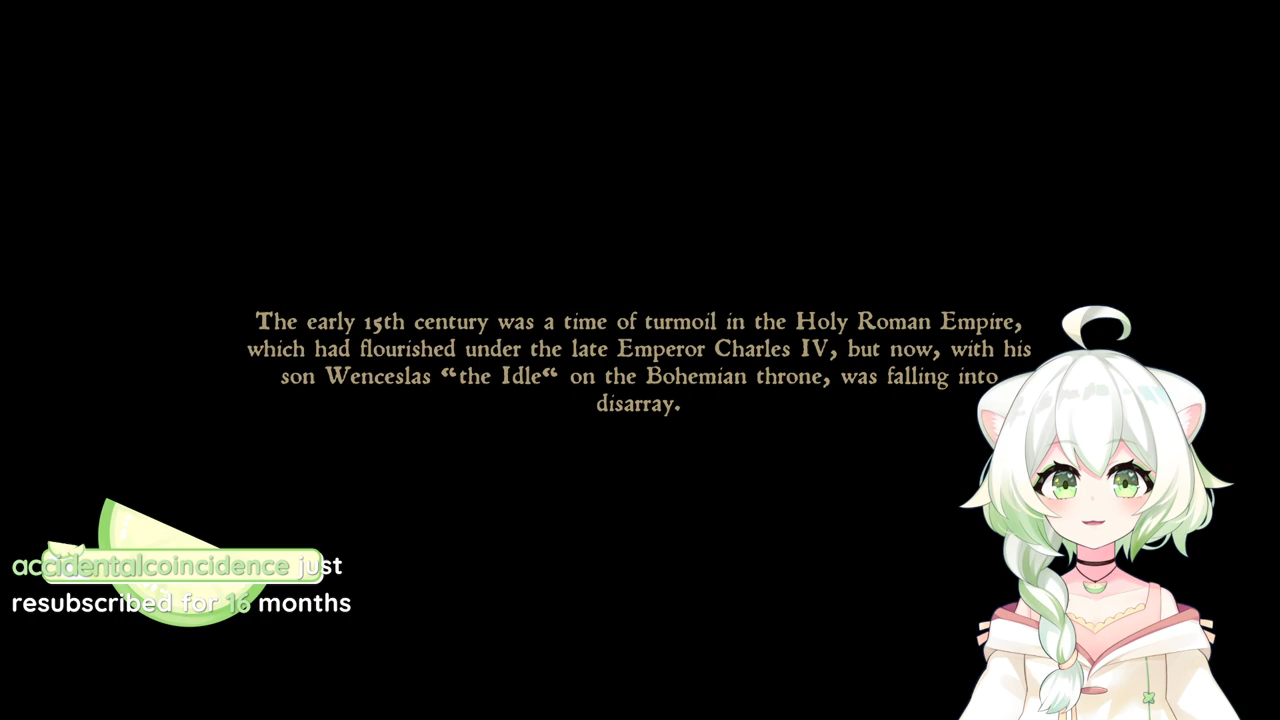 The early 15th century was a time of turmoil in the Holy Roman Empire,
which had flourished under the late Emperor Charles IV, but now, with his
son Wenceslas “the Idle“ on the Bohemian throne, was falling into
disarray.
accidentalcoincidence just
resubscribed for 16 months